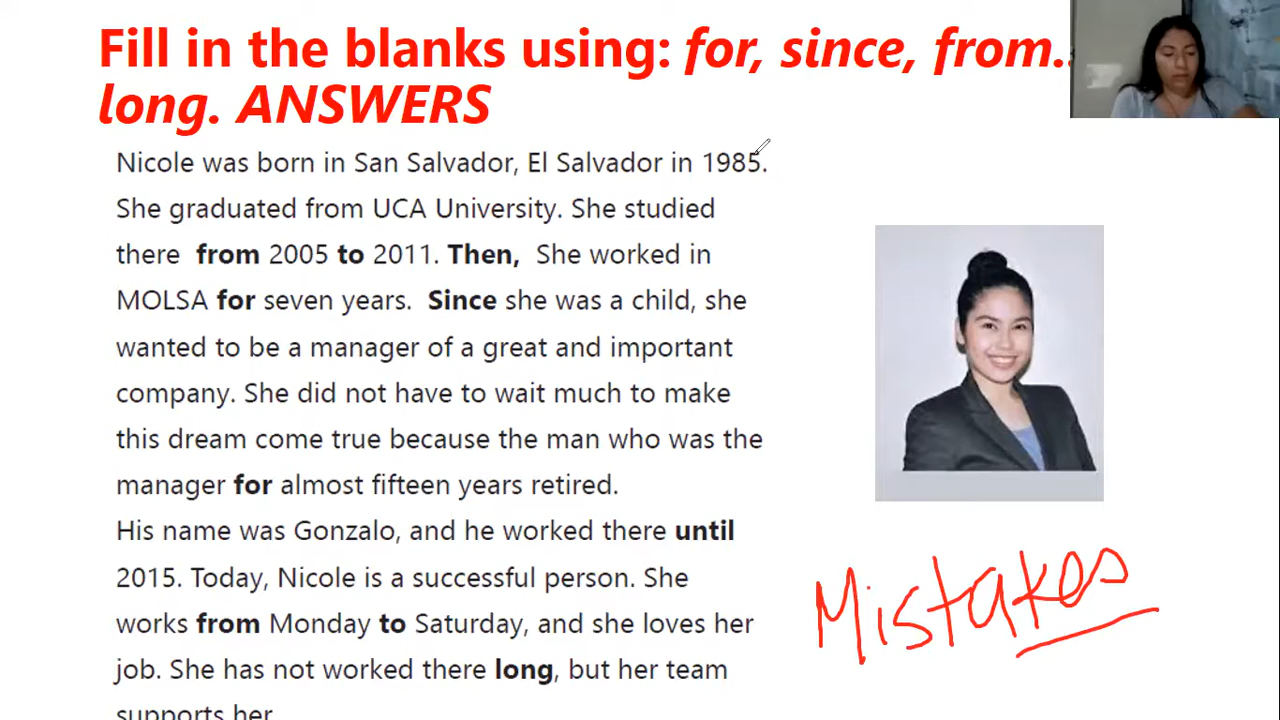 Fill in the blanks using: for, since, from..
long. ANSWERS
Nicole was born in San Salvador, El Salvador in 1985.
She graduated from UCA University. She studied
there from 2005 to 2011. Then, She worked in
MOLSA for seven years. Since she was a child, she
wanted to be a manager of a great and important
company. She did not have to wait much to make
this dream come true because the man who was the
manager for almost fifteen years retired.
His name was Gonzalo, and he worked there until
2015. Today, Nicole is a successful person. She
works from Monday to Saturday, and she loves her
job. She has not worked there long, but her team
supports her
Mistakes